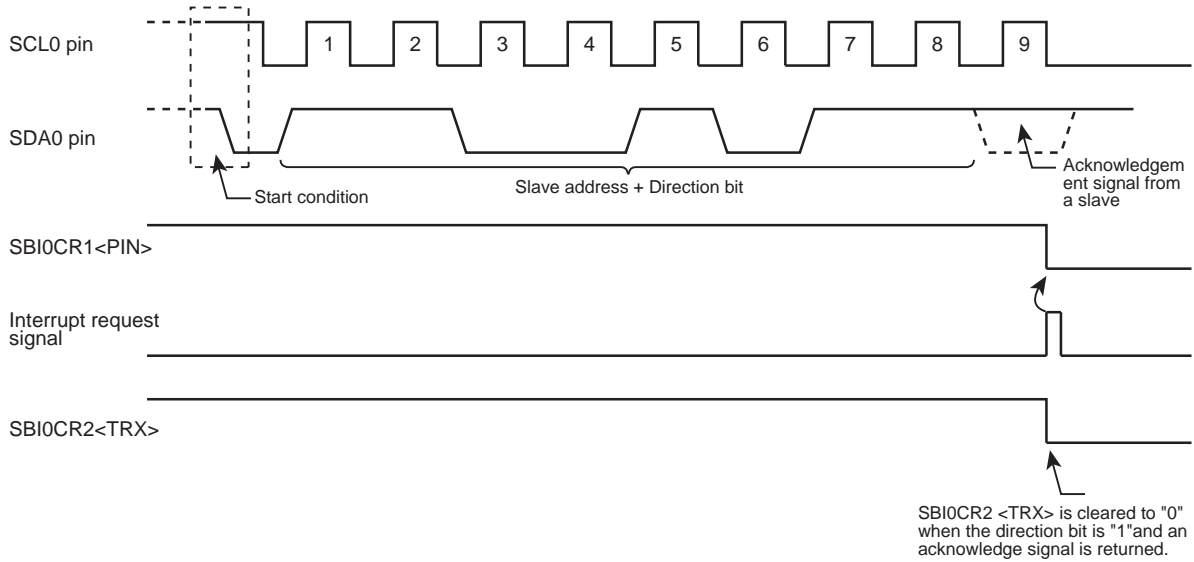 SCL0 pin
1 2 3 4 5 6 7 8 9
SDA0 pin
Start condition
Slave address + Direction bit
Acknowledgem
ent signal from
a slave
SBI0CR1<PIN>
Interrupt request
signal
SBI0CR2<TRX>
SBI0CR2 <TRX> is cleared to "0"
when the direction bit is "1"and an
acknowledge signal is returned.